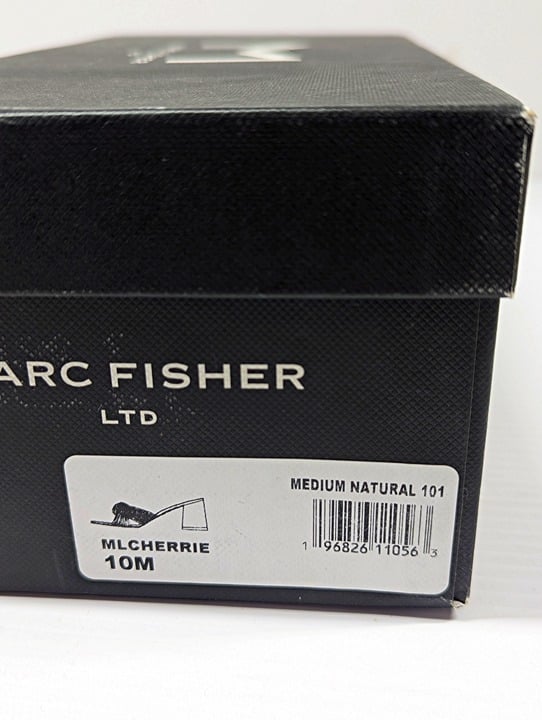 ARC FISHER
LTD
MEDIUM NATURAL 101
MLCHERRIE
10M
1 96826 11056 3